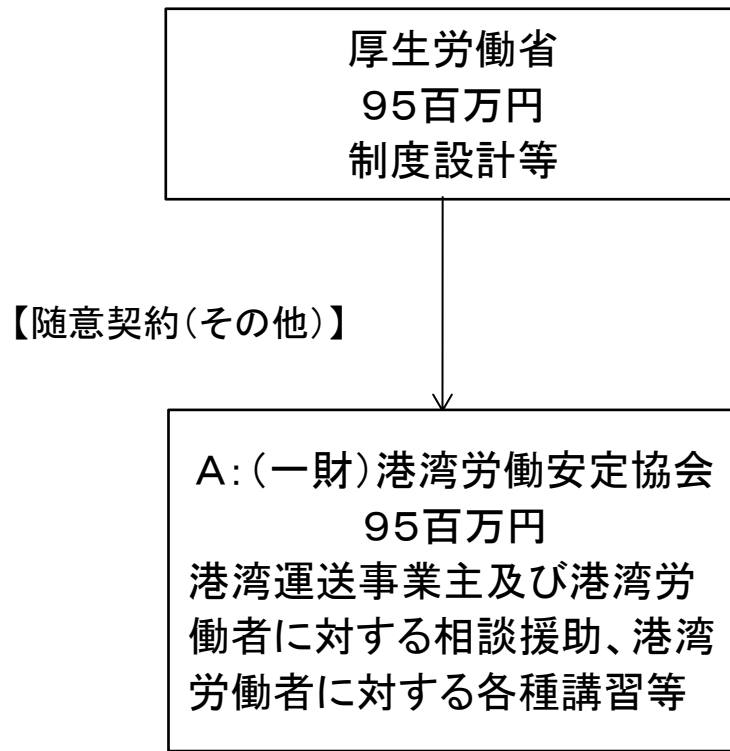 厚生労働省
95百万円
制度設計等
【随意契約(その他)】
A:(一財)港湾労働安定協会
95百万円
港湾運送事業主及び港湾労
働者に対する相談援助、港湾
労働者に対する各種講習等